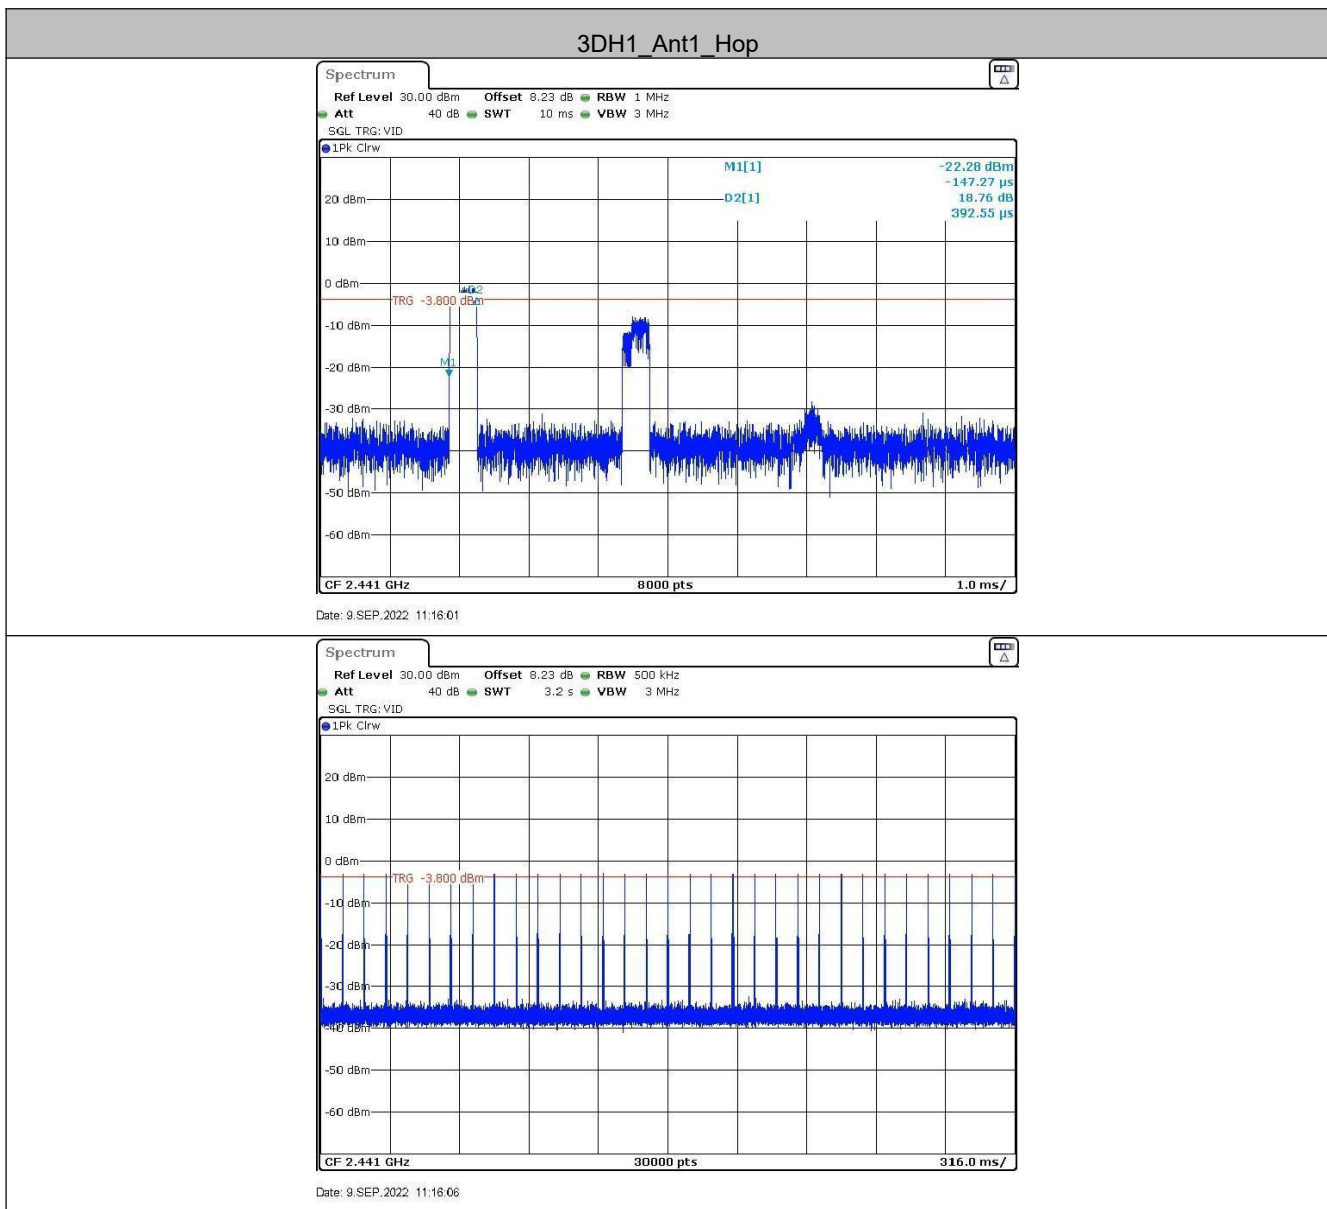 3DH1_Ant1_Hop
Spectrum
Ref Level 30.00 dBm Offset 8.23 dB RBW 1 MHz
Att 40 dB SWT 10 ms VBW 3 MHz
SGL TRG: VID
1Pk Clrw
M1[1] -22.28 dBm
-147.27 µs
D2[1] 18.76 dB
392.55 µs
20 dBm
10 dBm
0 dBm
D2
TRG -3.800 dBm
-10 dBm
M1
-20 dBm
-30 dBm
-50 dBm
-60 dBm
CF 2.441 GHz 8000 pts 1.0 ms/
Date: 9.SEP.2022 11:16:01
Spectrum
Ref Level 30.00 dBm Offset 8.23 dB RBW 500 kHz
Att 40 dB SWT 3.2 s VBW 3 MHz
SGL TRG: VID
1Pk Clrw
20 dBm
10 dBm
0 dBm
TRG -3.800 dBm
-10 dBm
-20 dBm
-30 dBm
-40 dBm
-50 dBm
-60 dBm
CF 2.441 GHz 30000 pts 316.0 ms/
Date: 9.SEP.2022 11:16:06